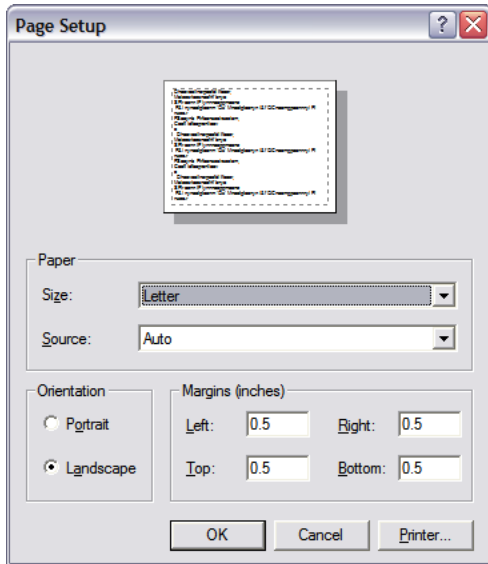 Page Setup
Paper
Size: Letter
Source: Auto
Orientation
Portrait
Landscape
Margins (inches)
Left: 0.5 Right: 0.5
Top: 0.5 Bottom: 0.5
OK Cancel Printer...